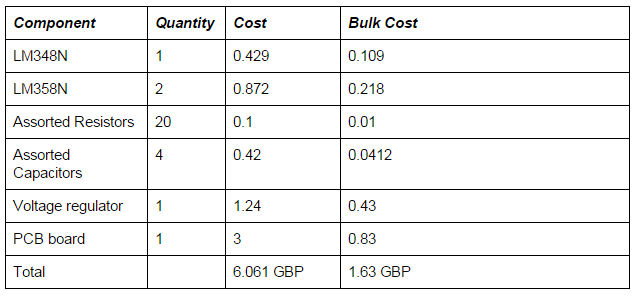 Component Quantity Cost Bulk Cost
LM348N 1 0.429 0.109
LM358N 2 0.872 0.218
Assorted Resistors 20 0.1 0.01
Assorted Capacitors 4 0.42 0.0412
Voltage regulator 1 1.24 0.43
PCB board 1 3 0.83
Total 6.061 GBP 1.63 GBP